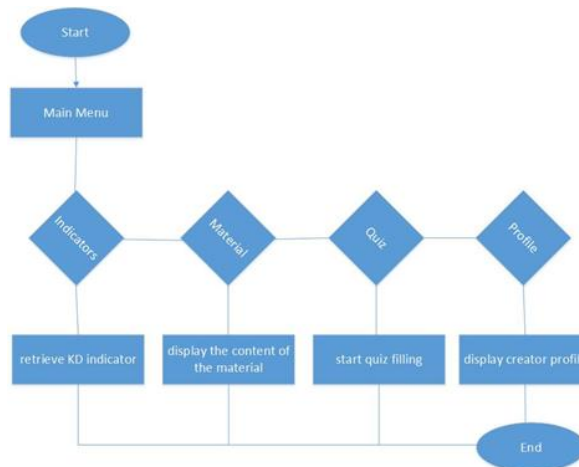 Start
Main Menu
Indicators
Material
Quiz
Profile
retrieve KD indicator
display the content of
the material
start quiz filling
display creator profil
End